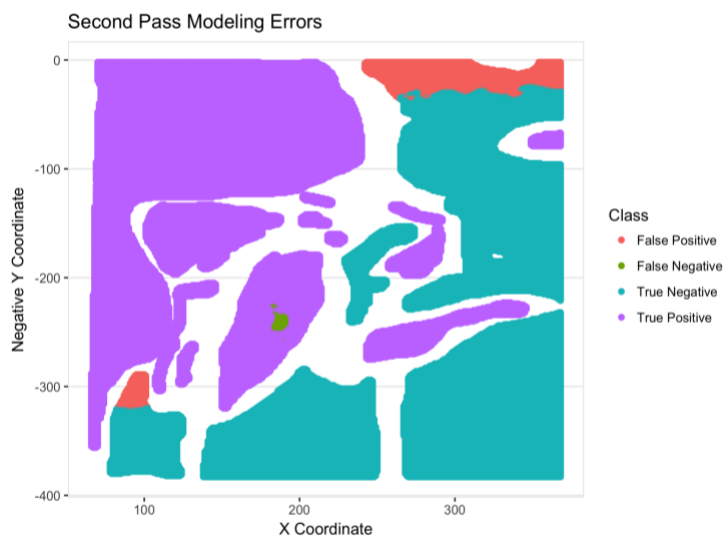 Second Pass Modeling Errors
0
-100
-200
-300
-400
Negative Y Coordinate
100
200
300
X Coordinate
Class
False Positive
False Negative
True Negative
True Positive